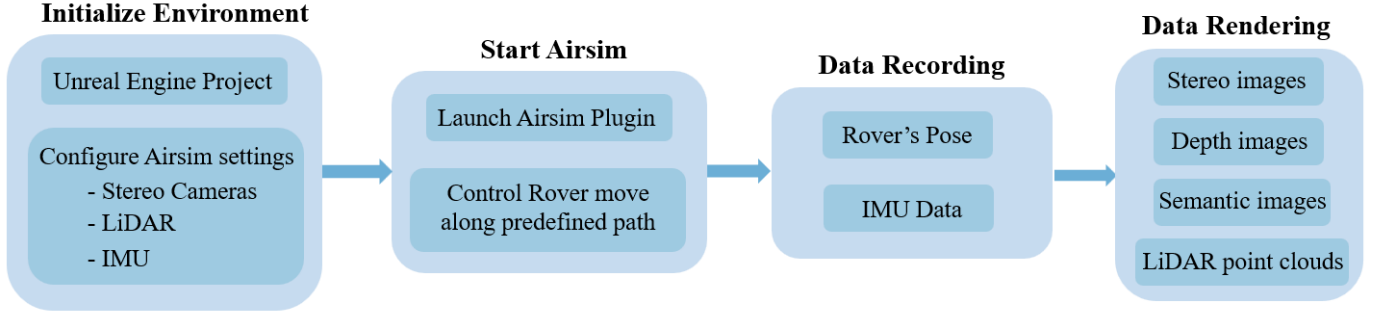 Initialize Environment
Unreal Engine Project
Configure Airsim settings
- Stereo Cameras
- LiDAR
- IMU
Start Airsim
Launch Airsim Plugin
Control Rover move
along predefined path
Data Recording
Rover's Pose
IMU Data
Data Rendering
Stereo images
Depth images
Semantic images
LiDAR point clouds